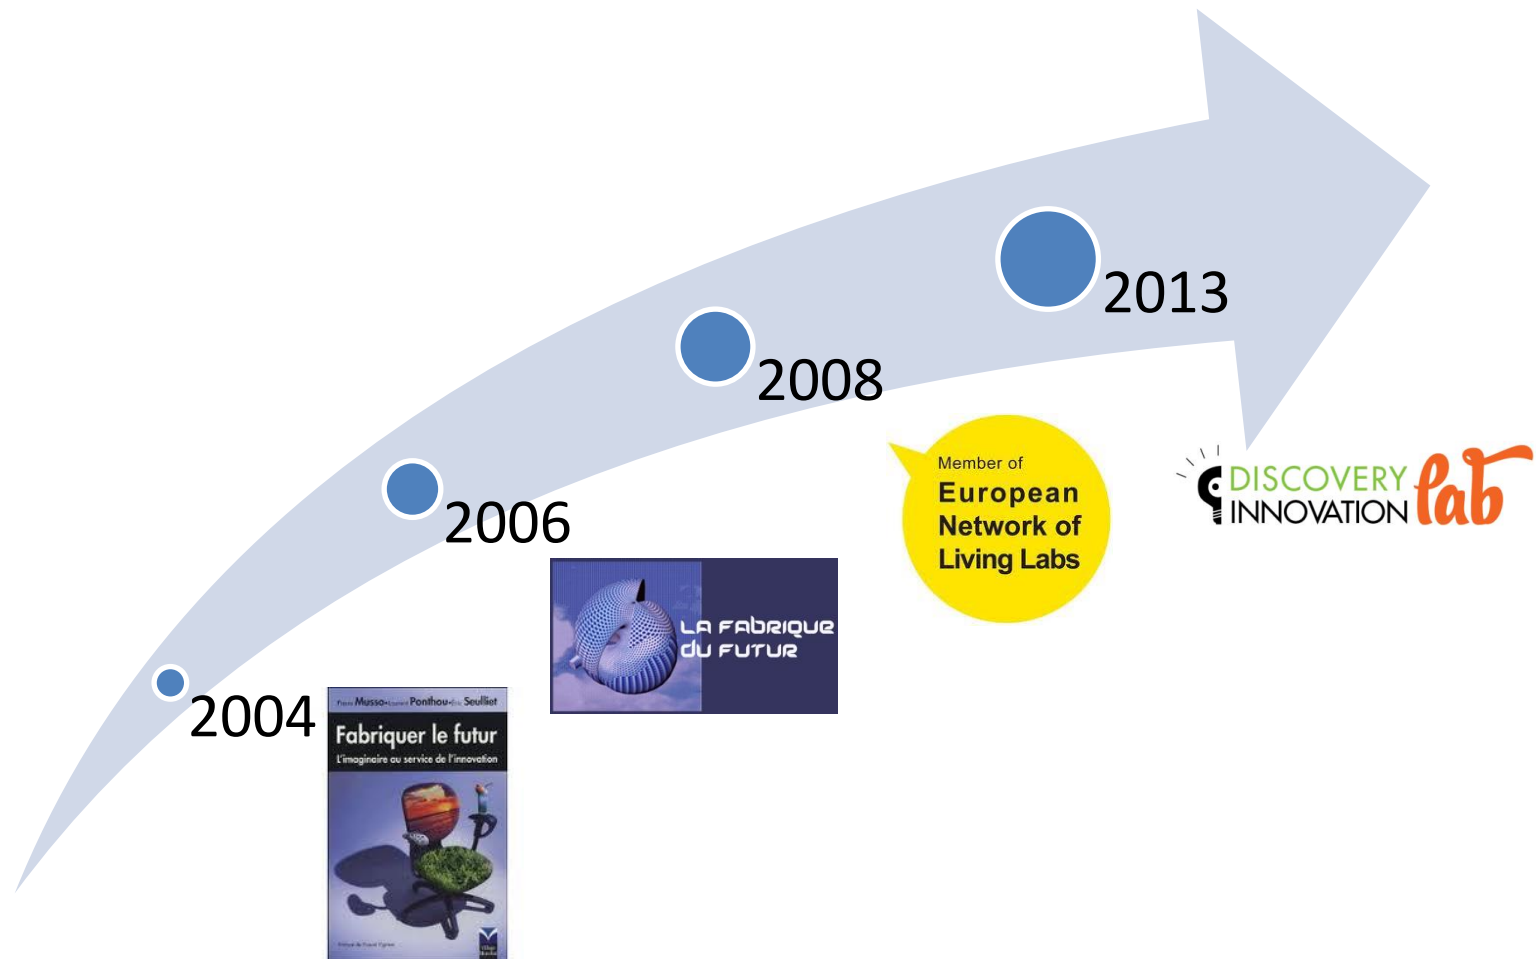 2013
2008
2006
2004
Member of
European
Network of
Living Labs
DISCOVERY
INNOVATION
lab
LA FABRIQUE
DU FUTUR
Musso Ponthou Seulliet
Fabriquer le futur
L'imaginaire au service de l'innovation